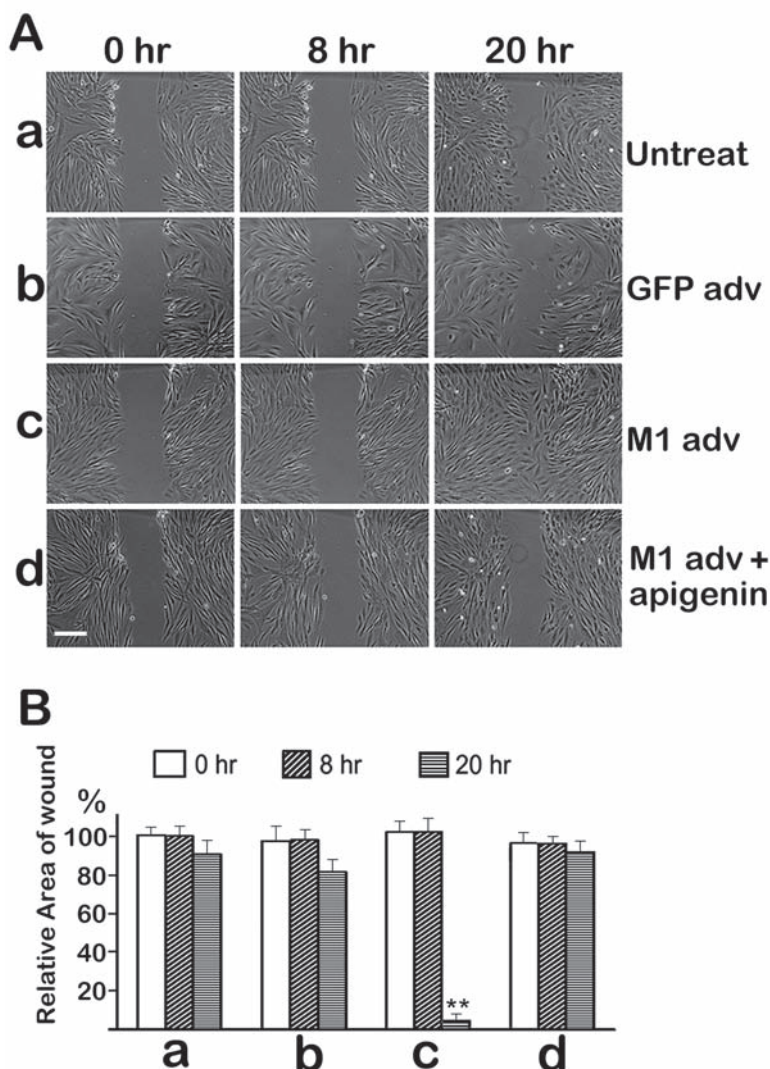 A
0 hr 8 hr 20 hr
a Untreat
b GFP adv
c M1 adv
d M1 adv +
apigenin
B
0 hr 8 hr 20 hr
%
Relative Area of wound
100
80
60
40
20
**
a b c d